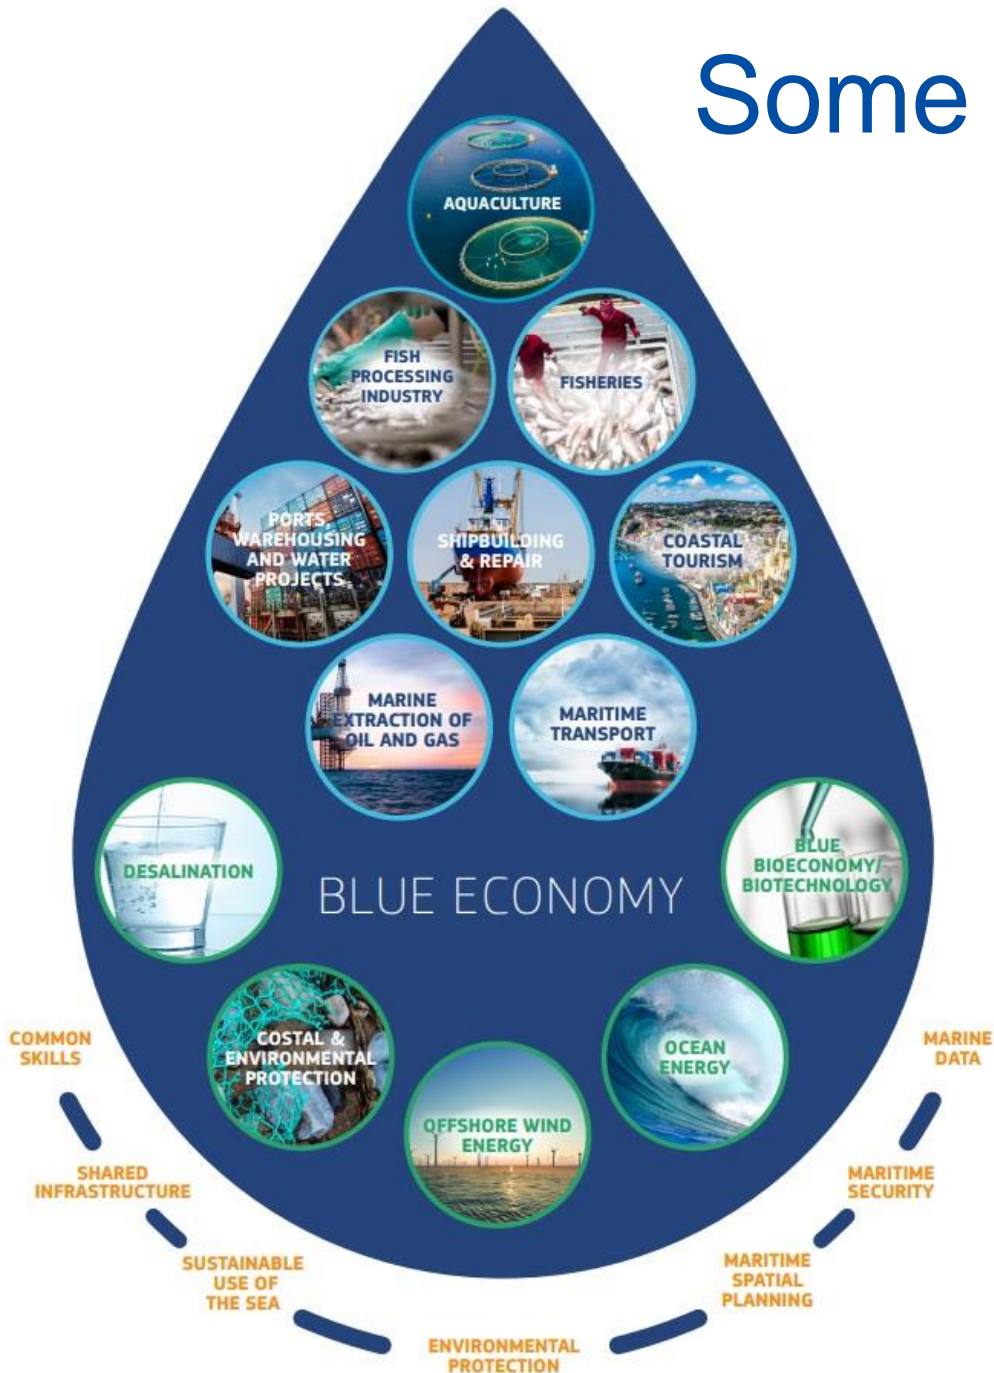 Some
AQUACULTURE
FISH
PROCESSING
INDUSTRY
FISHERIES
PORTS,
WAREHOUSING
AND WATER
PROJECTS
SHIPBUILDING
& REPAIR
COASTAL
TOURISM
MARINE
EXTRACTION OF
OIL AND GAS
MARITIME
TRANSPORT
DESALINATION
BLUE ECONOMY
BLUE
BIOECONOMY/
BIOTECHNOLOGY
COSTAL &
ENVIRONMENTAL
PROTECTION
OFFSHORE WIND
ENERGY
OCEAN
ENERGY
COMMON
SKILLS
SHARED
INFRASTRUCTURE
SUSTAINABLE
USE OF
THE SEA
ENVIRONMENTAL
PROTECTION
MARITIME
SPATIAL
PLANNING
MARITIME
SECURITY
MARINE
DATA